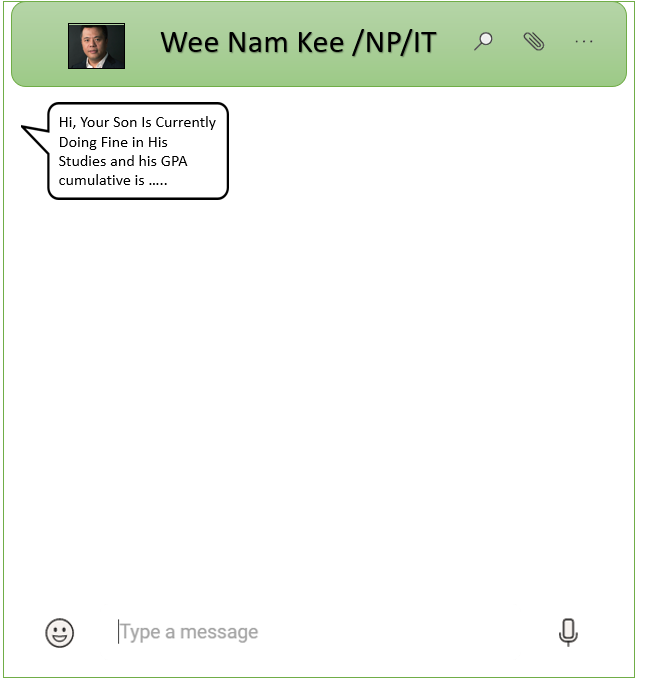 Wee Nam Kee /NP/IT
Hi, Your Son Is Currently
Doing Fine in His
Studies and his GPA
cumulative is …..
Type a message